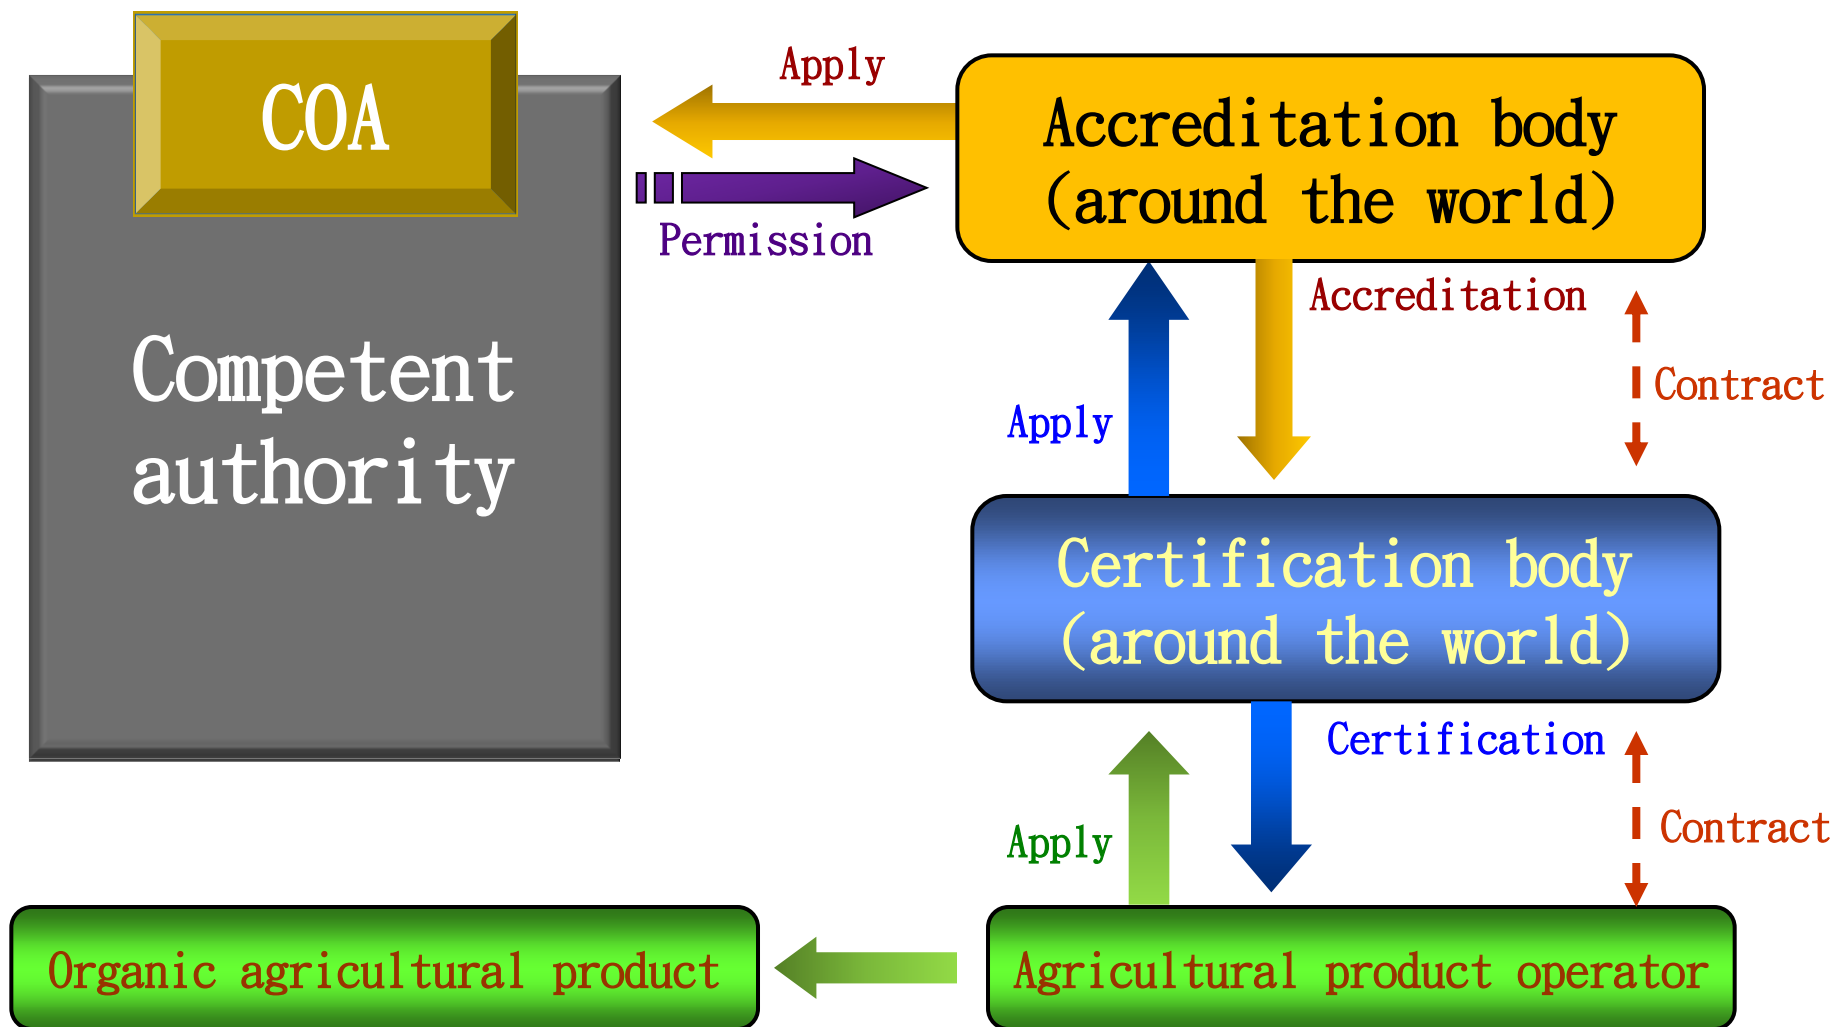 COA
Competent
authority
Apply
Permission
Accreditation body
(around the world)
Accreditation
Apply
Contract
Certification body
(around the world)
Certification
Apply
Contract
Organic agricultural product
Agricultural product operator